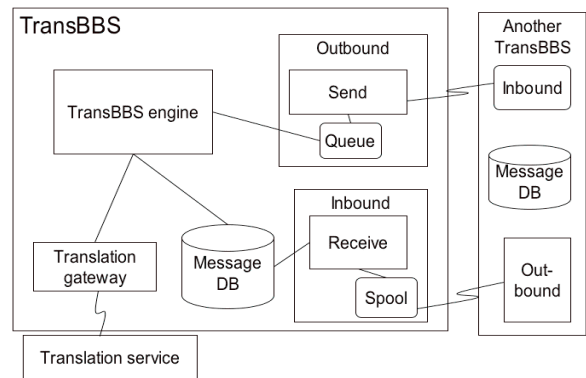 TransBBS
Another
TransBBS
Outbound
Send
Queue
Inbound
TransBBS engine
Message
DB
Inbound
Receive
Spool
Translation
gateway
Message
DB
Out-
bound
Translation service